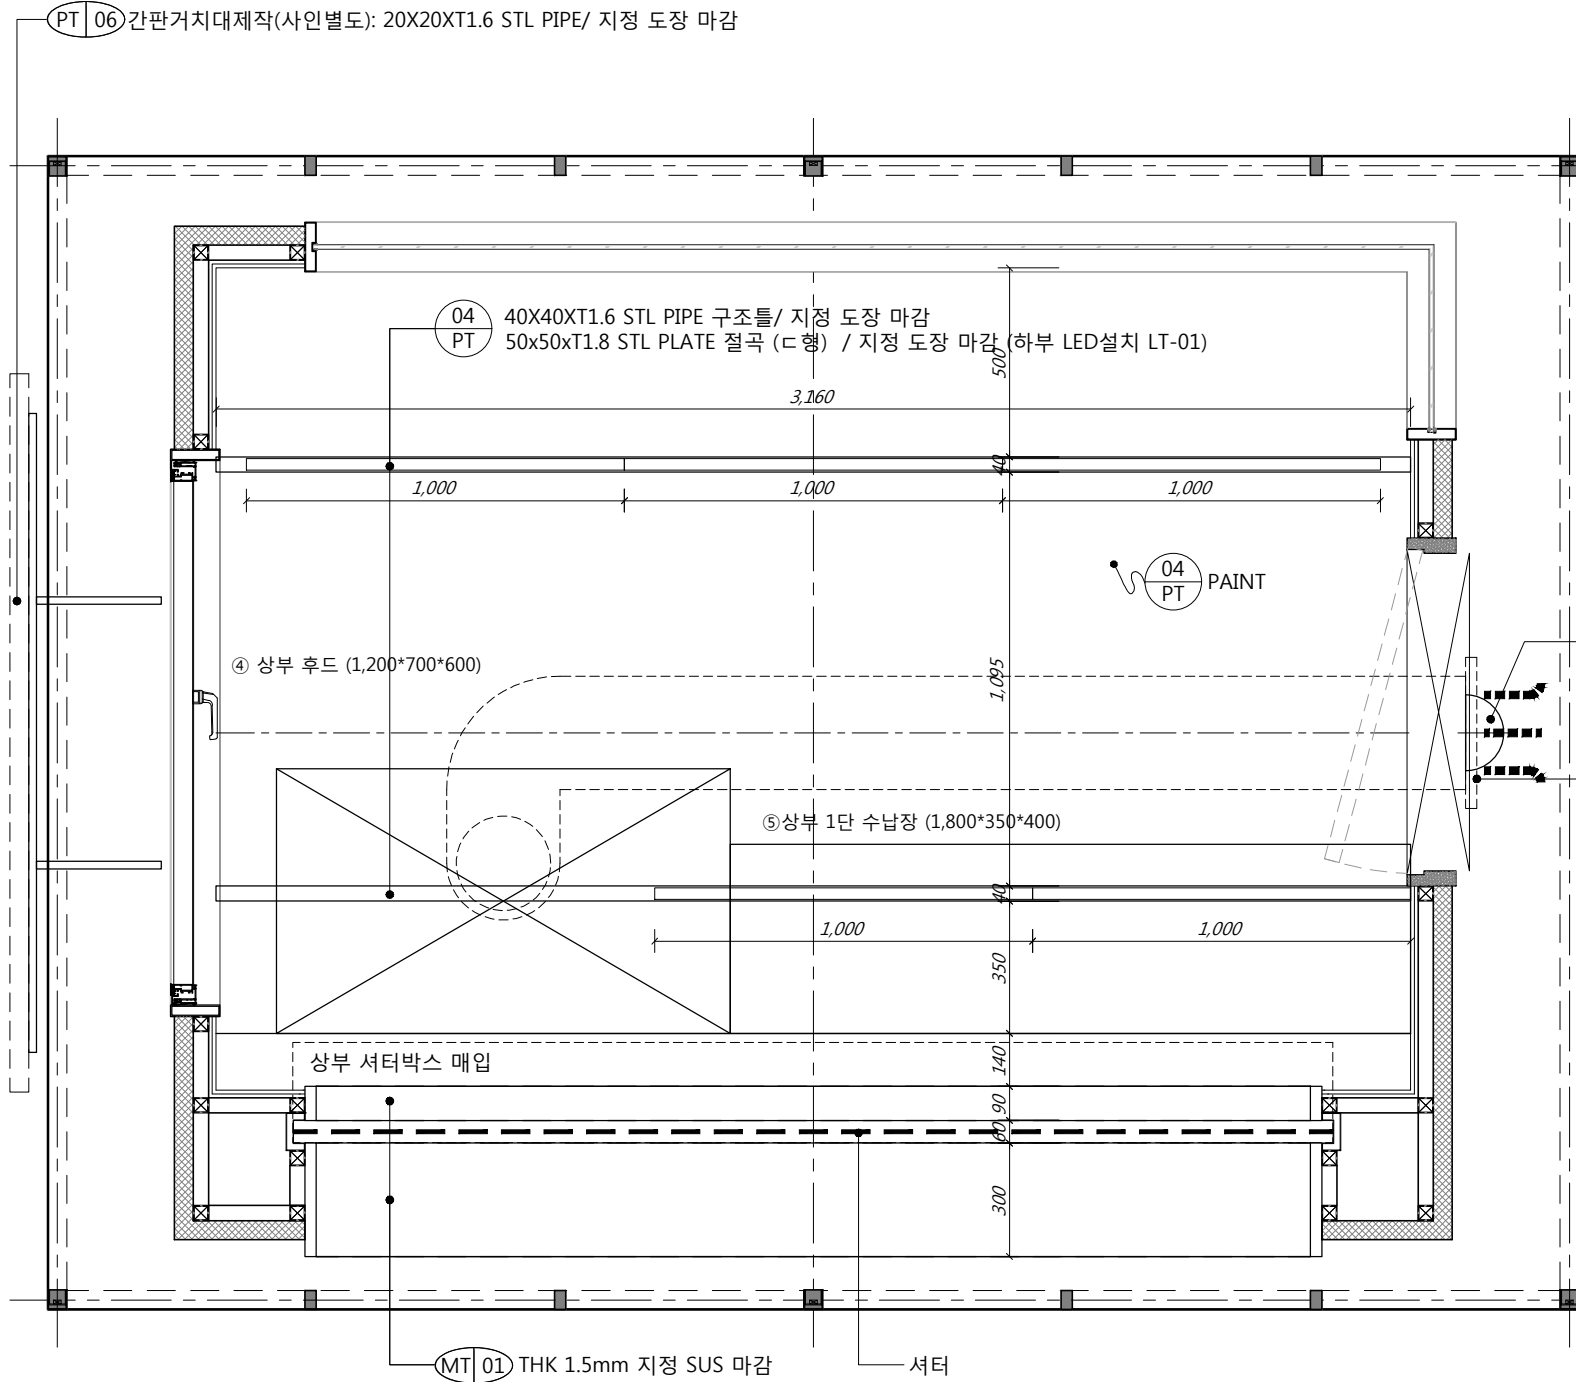 PT 06 간판거치대제작(사인별도): 20X20XT1.6 STL PIPE/ 지정 도장 마감
04 PT 40X40XT1.6 STL PIPE 구조틀/ 지정 도장 마감
50x50xT1.8 STL PLATE 절곡 (ㄷ형) / 지정 도장 마감 (하부 LED설치 LT-01)
500
3,160
40
1,000 1,000 1,000
04 PT PAINT
④ 상부 후드 (1,200*700*600)
1,095
⑤상부 1단 수납장 (1,800*350*400)
40
1,000 1,000
350
상부 셔터박스 매입
140
90
60
300
MT 01 THK 1.5mm 지정 SUS 마감
셔터